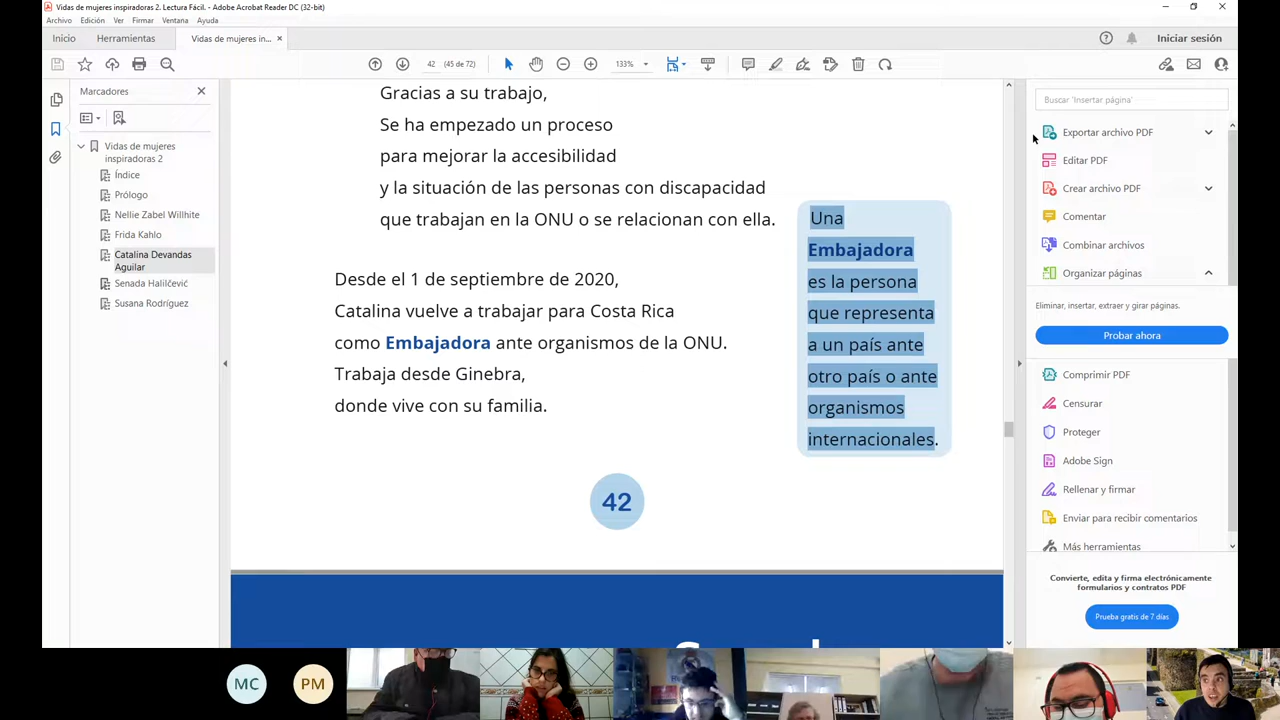 Vidas de mujeres inspiradoras 2. Lectura Fácil. - Adobe Acrobat Reader DC (32-bit)
Archivo Edición Ver Firmar Ventana Ayuda
Inicio Herramientas Vidas de mujeres in... ×
Iniciar sesión
42 (45 de 72) 133%
Marcadores
Vidas de mujeres
inspiradoras 2
Índice
Prólogo
Nellie Zabel Willhite
Frida Kahlo
Catalina Devandas
Aguilar
Senada Halilčević
Susana Rodríguez
Gracias a su trabajo,
Se ha empezado un proceso
para mejorar la accesibilidad
y la situación de las personas con discapacidad
que trabajan en la ONU o se relacionan con ella.
Desde el 1 de septiembre de 2020,
Catalina vuelve a trabajar para Costa Rica
como Embajadora ante organismos de la ONU.
Trabaja desde Ginebra,
donde vive con su familia.
Una
Embajadora
es la persona
que representa
a un país ante
otro país o ante
organismos
internacionales.
42
Buscar 'Insertar página'
Exportar archivo PDF
Editar PDF
Crear archivo PDF
Comentar
Combinar archivos
Organizar páginas
Eliminar, insertar, extraer y girar páginas.
Probar ahora
Comprimir PDF
Censurar
Proteger
Adobe Sign
Rellenar y firmar
Enviar para recibir comentarios
Más herramientas
Convierte, edita y firma electrónicamente
formularios y contratos PDF
Prueba gratis de 7 días
MC
PM